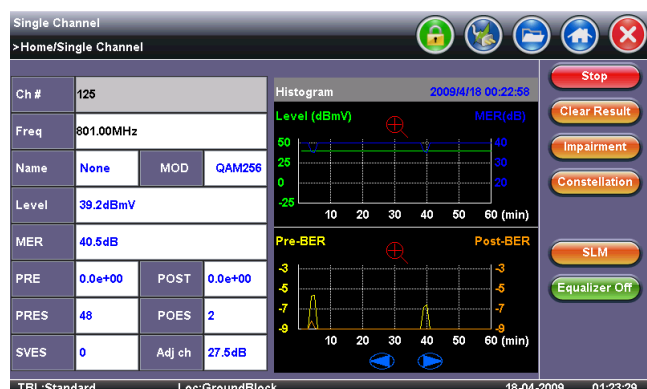 Single Channel
>Home/Single Channel
Ch # 125
Freq 801.00MHz
Name None MOD QAM256
Level 39.2dBmV
MER 40.5dB
PRE 0.0e+00 POST 0.0e+00
PRES 48 POES 2
SVES 0 Adj ch 27.5dB
Histogram 2009/4/18 00:22:58
Level (dBmV) MER(dB)
50 40
25 30
0 20
-25
10 20 30 40 50 60 (min)
Pre-BER Post-BER
-3 -3
-5 -5
-7 -7
-9 -9
10 20 30 40 50 60 (min)
Stop
Clear Result
Impairment
Constellation
SLM
Equalizer Off
TBL:Standard Loc:GroundBlock 18-04-2009 01:23:29